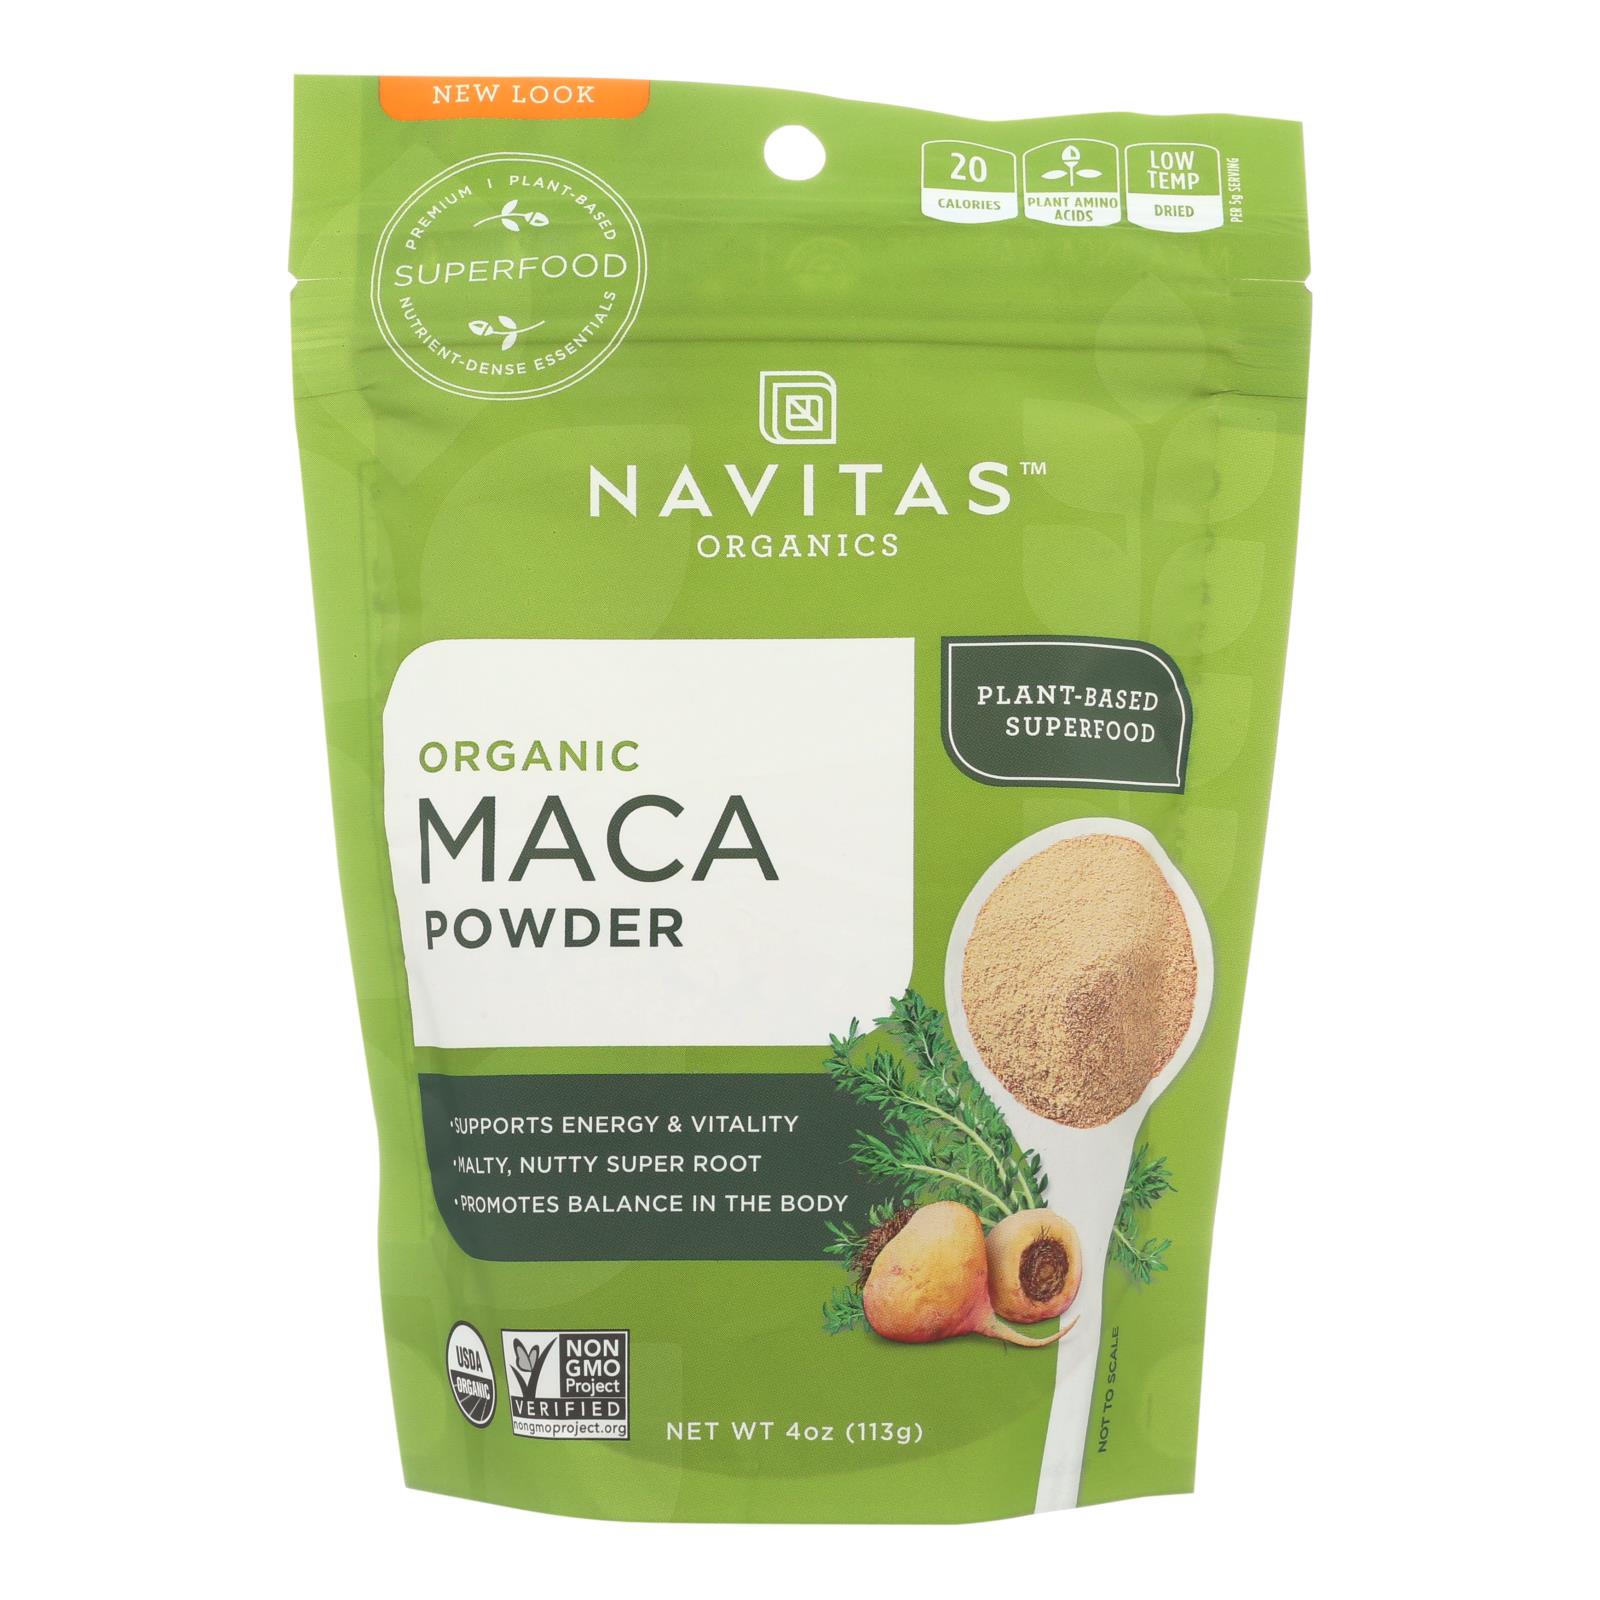 NEW LOOK
PREMIUM | PLANT-BASED
SUPERFOOD
NUTRIENT-DENSE ESSENTIALS
20
CALORIES
PLANT AMINO
ACIDS
LOW
TEMP
DRIED
PER 5g SERVING
NAVITAS™
ORGANICS
PLANT-BASED
SUPERFOOD
ORGANIC
MACA
POWDER
•SUPPORTS ENERGY & VITALITY
•MALTY, NUTTY SUPER ROOT
•PROMOTES BALANCE IN THE BODY
USDA
ORGANIC
NON
GMO
Project
VERIFIED
nongmoproject.org
NET WT 4oz (113g)
NOT TO SCALE